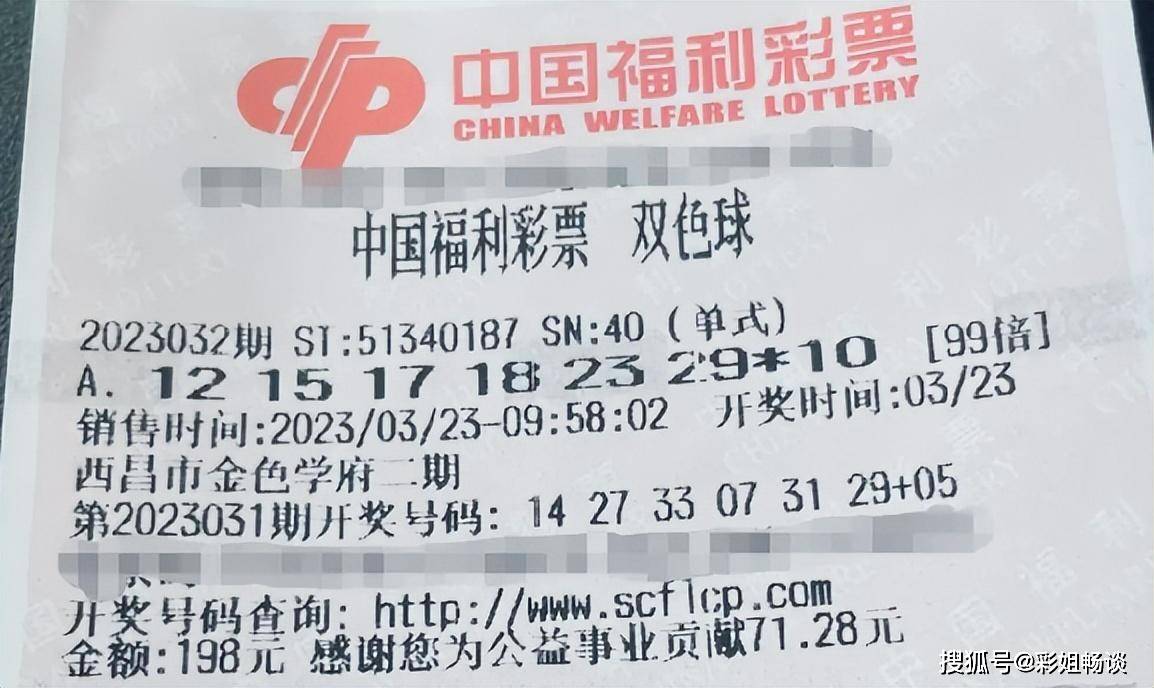 中国福利彩票
CHINA WELFARE LOTTERY
中国福利彩票 双色球
2023032期 ST:51340187 SN:40 (单式)
A. 12 15 17 18 23 29*10 [99倍]
销售时间:2023/03/23-09:58:02 开奖时间:03/23
西昌市金色学府二期
第2023031期开奖号码: 14 27 33 07 31 29+05
开奖号码查询: http://www.scflcp.com
金额:198元 感谢您为公益事业贡献71.28元
搜狐号@彩姐畅谈